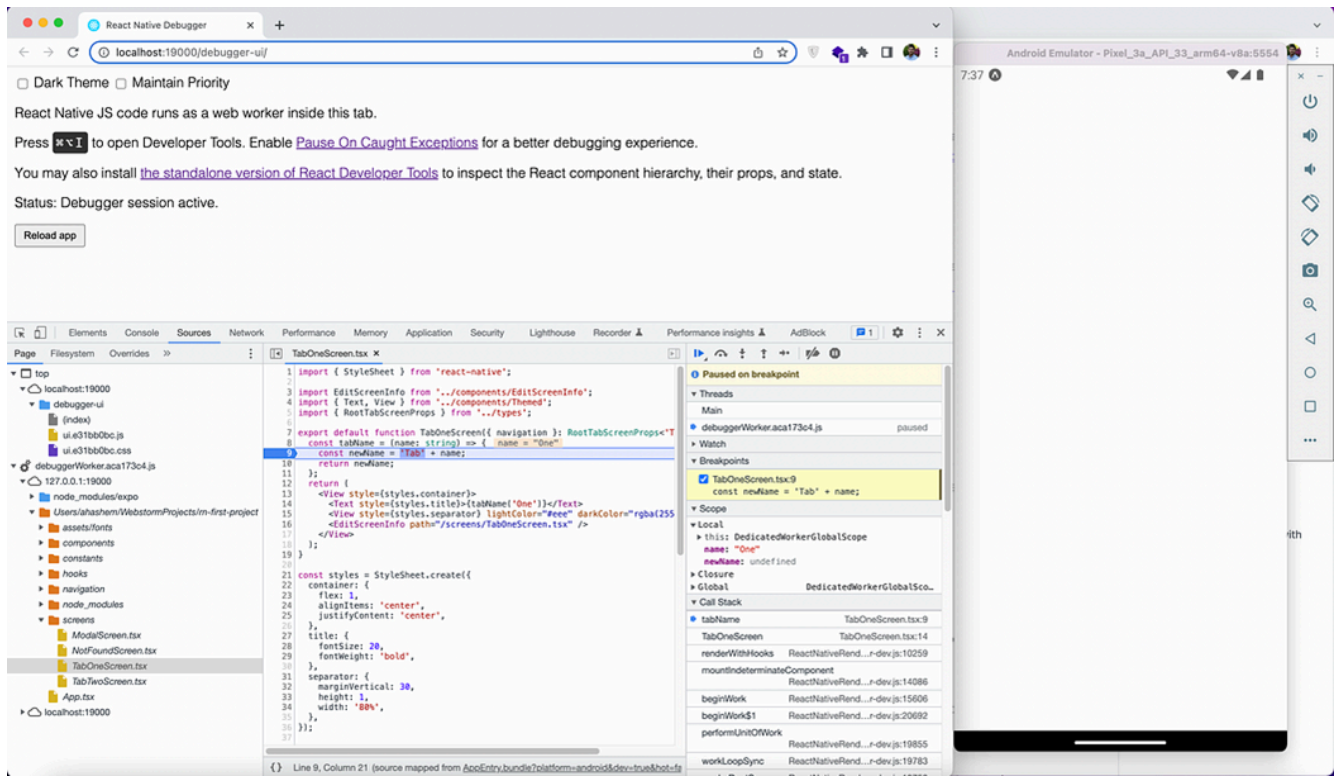 React Native Debugger
localhost:19000/debugger-ui/
1
Dark Theme Maintain Priority
React Native JS code runs as a web worker inside this tab.
Press ⌘⌥I to open Developer Tools. Enable Pause On Caught Exceptions for a better debugging experience.
You may also install the standalone version of React Developer Tools to inspect the React component hierarchy, their props, and state.
Status: Debugger session active.
Reload app
Android Emulator - Pixel_3a_API_33_arm64-v8a:5554
7:37
ith
Elements Console Sources Network Performance Memory Application Security Lighthouse Recorder Performance insights AdBlock 1
Page Filesystem Overrides »
top
localhost:19000
debugger-ui
(index)
ui.e31bb0bc.js
ui.e31bb0bc.css
debuggerWorker.aca173c4.js
127.0.0.1:19000
node_modules/expo
Users/ahashem/WebstormProjects/rn-first-project
assets/fonts
components
constants
hooks
navigation
node_modules
screens
ModalScreen.tsx
NotFoundScreen.tsx
TabOneScreen.tsx
TabTwoScreen.tsx
App.tsx
localhost:19000
TabOneScreen.tsx
1 import { StyleSheet } from 'react-native';
2
3 import EditScreenInfo from '../components/EditScreenInfo';
4 import { Text, View } from '../components/Themed';
5 import { RootTabScreenProps } from '../types';
6
7 export default function TabOneScreen({ navigation }: RootTabScreenProps<'T
8 const tabName = (name: string) => { name = "One"
9 const newName = 'Tab' + name;
10 return newName;
11 };
12 return (
13 <View style={styles.container}>
14 <Text style={styles.title}>{tabName('One')}</Text>
15 <View style={styles.separator} lightColor="#eee" darkColor="rgba(255
16 <EditScreenInfo path="/screens/TabOneScreen.tsx" />
17 </View>
18 );
19 }
20
21 const styles = StyleSheet.create({
22 container: {
23 flex: 1,
24 alignItems: 'center',
25 justifyContent: 'center',
26 },
27 title: {
28 fontSize: 20,
29 fontWeight: 'bold',
30 },
31 separator: {
32 marginVertical: 30,
33 height: 1,
34 width: '80%',
35 },
36 });
37
{} Line 9, Column 21 (source mapped from AppEntry.bundle?platform=android&dev=true&hot=fa
Paused on breakpoint
Threads
Main
debuggerWorker.aca173c4.js paused
Watch
Breakpoints
TabOneScreen.tsx:9
const newName = 'Tab' + name;
Scope
Local
this: DedicatedWorkerGlobalScope
name: "One"
newName: undefined
Closure
Global DedicatedWorkerGlobalSco…
Call Stack
tabName TabOneScreen.tsx:9
TabOneScreen TabOneScreen.tsx:14
renderWithHooks ReactNativeRend…r-dev.js:10259
mountIndeterminateComponent
ReactNativeRend…r-dev.js:14086
beginWork ReactNativeRend…r-dev.js:15606
beginWork$1 ReactNativeRend…r-dev.js:20692
performUnitOfWork
ReactNativeRend…r-dev.js:19855
workLoopSync ReactNativeRend…r-dev.js:19783